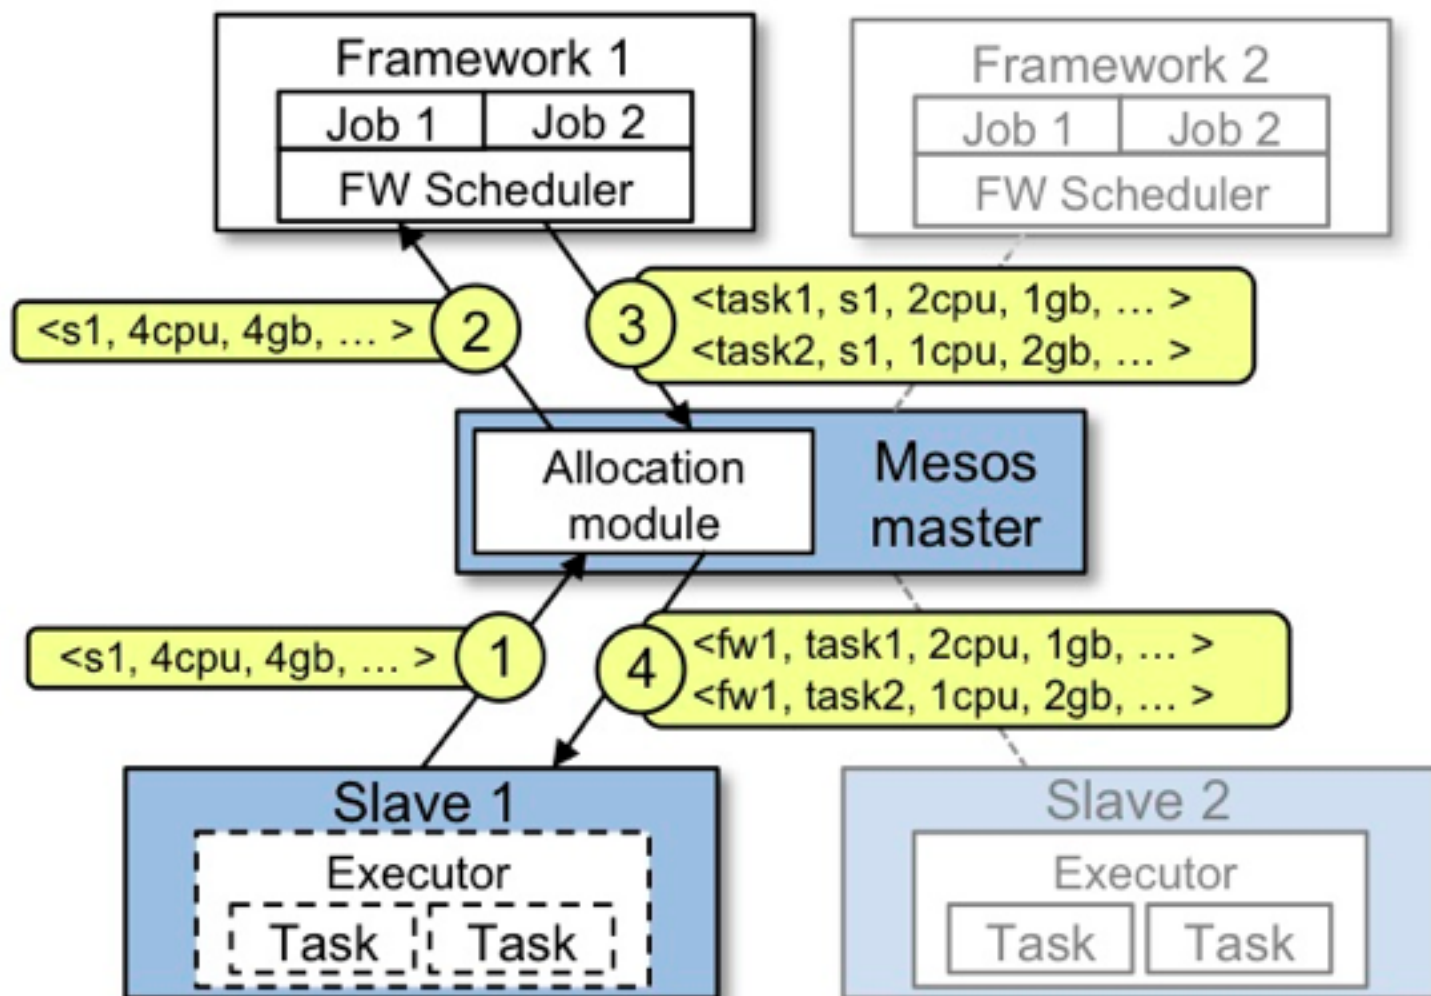 Framework 1
Job 1 Job 2
FW Scheduler
Framework 2
Job 1 Job 2
FW Scheduler
<s1, 4cpu, 4gb, … >
2
3
<task1, s1, 2cpu, 1gb, … >
<task2, s1, 1cpu, 2gb, … >
Allocation
module
Mesos
master
<s1, 4cpu, 4gb, … >
1
4
<fw1, task1, 2cpu, 1gb, … >
<fw1, task2, 1cpu, 2gb, … >
Slave 1
Executor
Task Task
Slave 2
Executor
Task Task